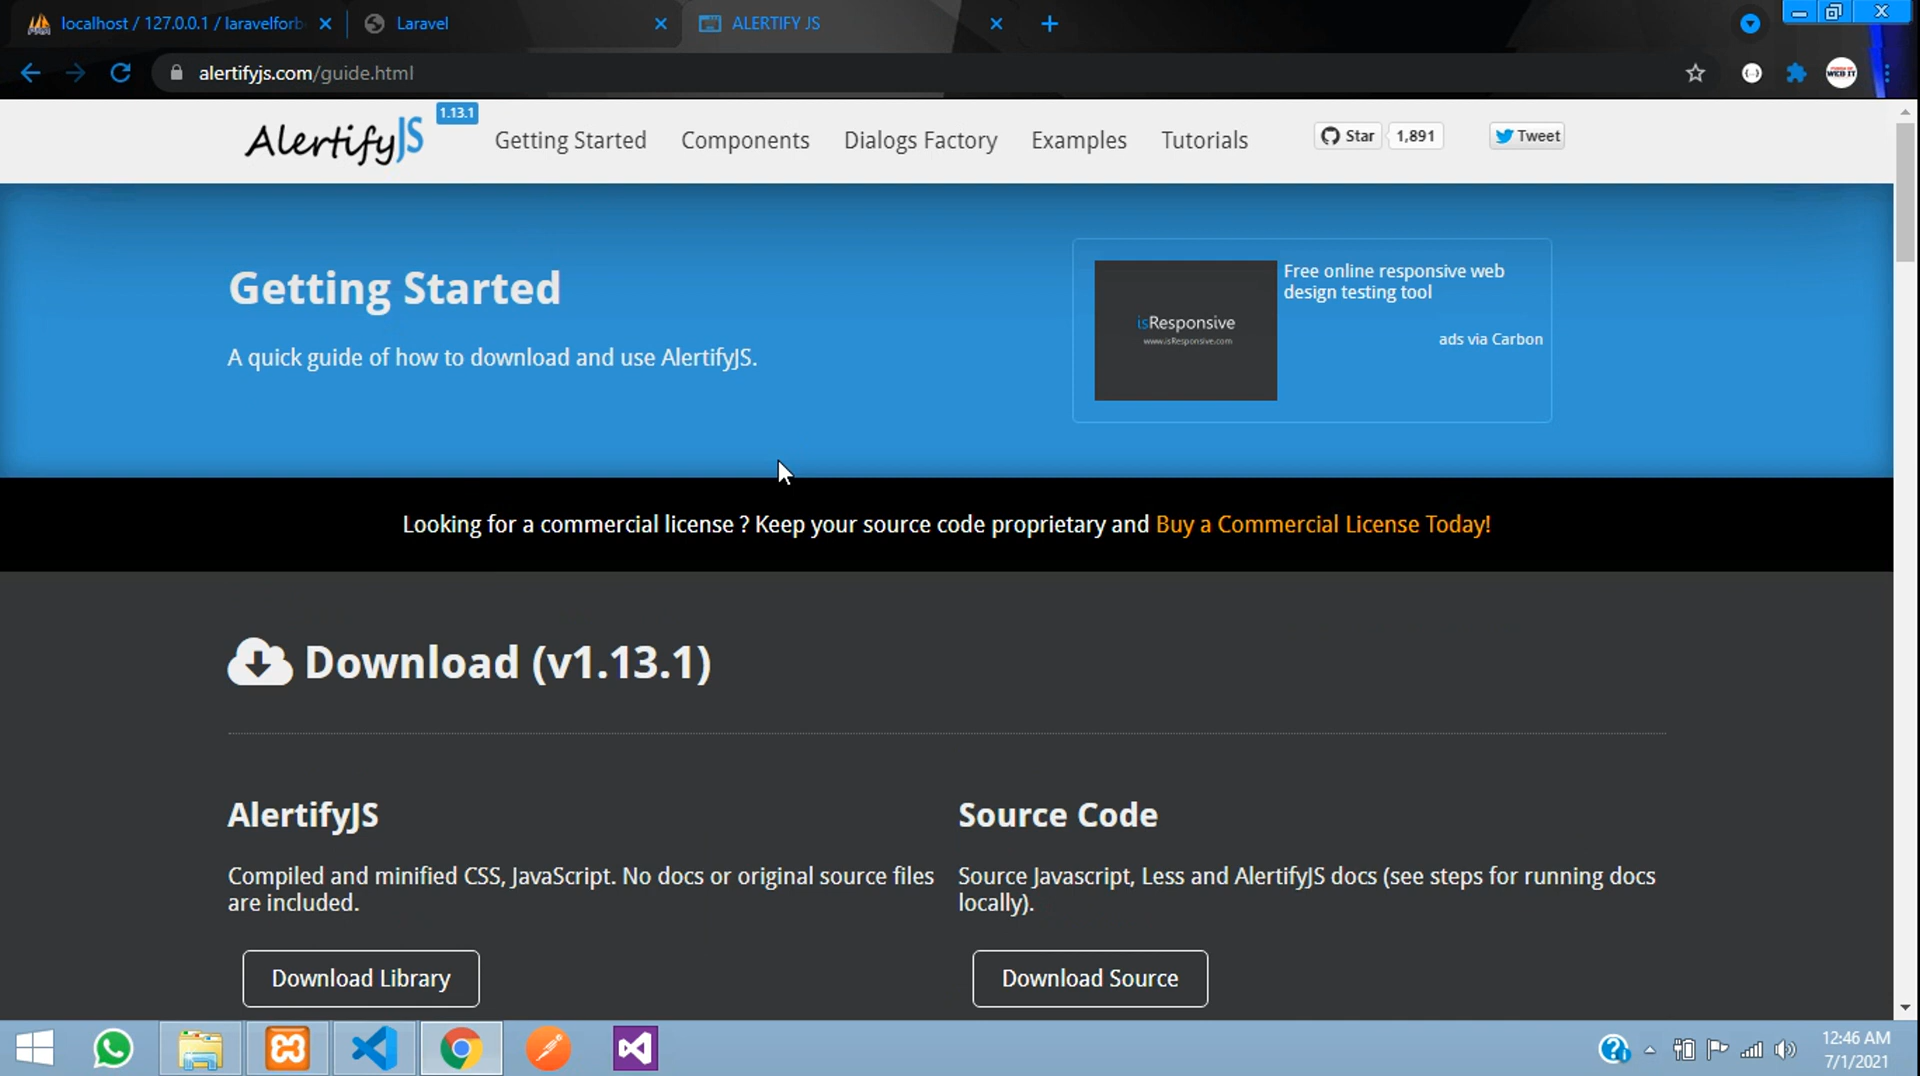 localhost / 127.0.0.1 / laravelforb
Laravel
ALERTIFY JS
alertifyjs.com/guide.html
WEB IT
AlertifyJS
1.13.1
Getting Started
Components
Dialogs Factory
Examples
Tutorials
Star
1,891
Tweet
Getting Started
A quick guide of how to download and use AlertifyJS.
isResponsive
www.isResponsive.com
Free online responsive web
design testing tool
ads via Carbon
Looking for a commercial license ? Keep your source code proprietary and Buy a Commercial License Today!
Download (v1.13.1)
AlertifyJS
Compiled and minified CSS, JavaScript. No docs or original source files
are included.
Download Library
Source Code
Source Javascript, Less and AlertifyJS docs (see steps for running docs
locally).
Download Source
12:46 AM
7/1/2021